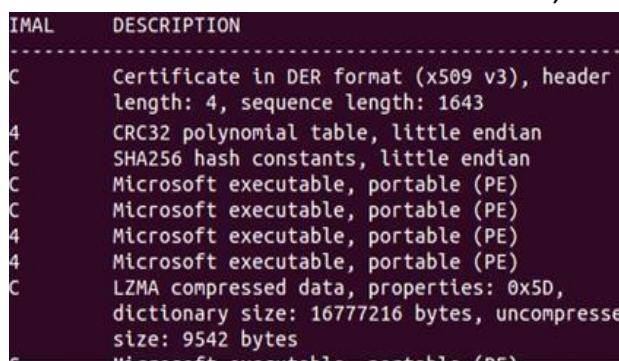 IMAL DESCRIPTION
--------------------------------------------------------
C Certificate in DER format (x509 v3), header
length: 4, sequence length: 1643
4 CRC32 polynomial table, little endian
C SHA256 hash constants, little endian
C Microsoft executable, portable (PE)
C Microsoft executable, portable (PE)
4 Microsoft executable, portable (PE)
4 Microsoft executable, portable (PE)
C LZMA compressed data, properties: 0x5D,
dictionary size: 16777216 bytes, uncompresse
size: 9542 bytes